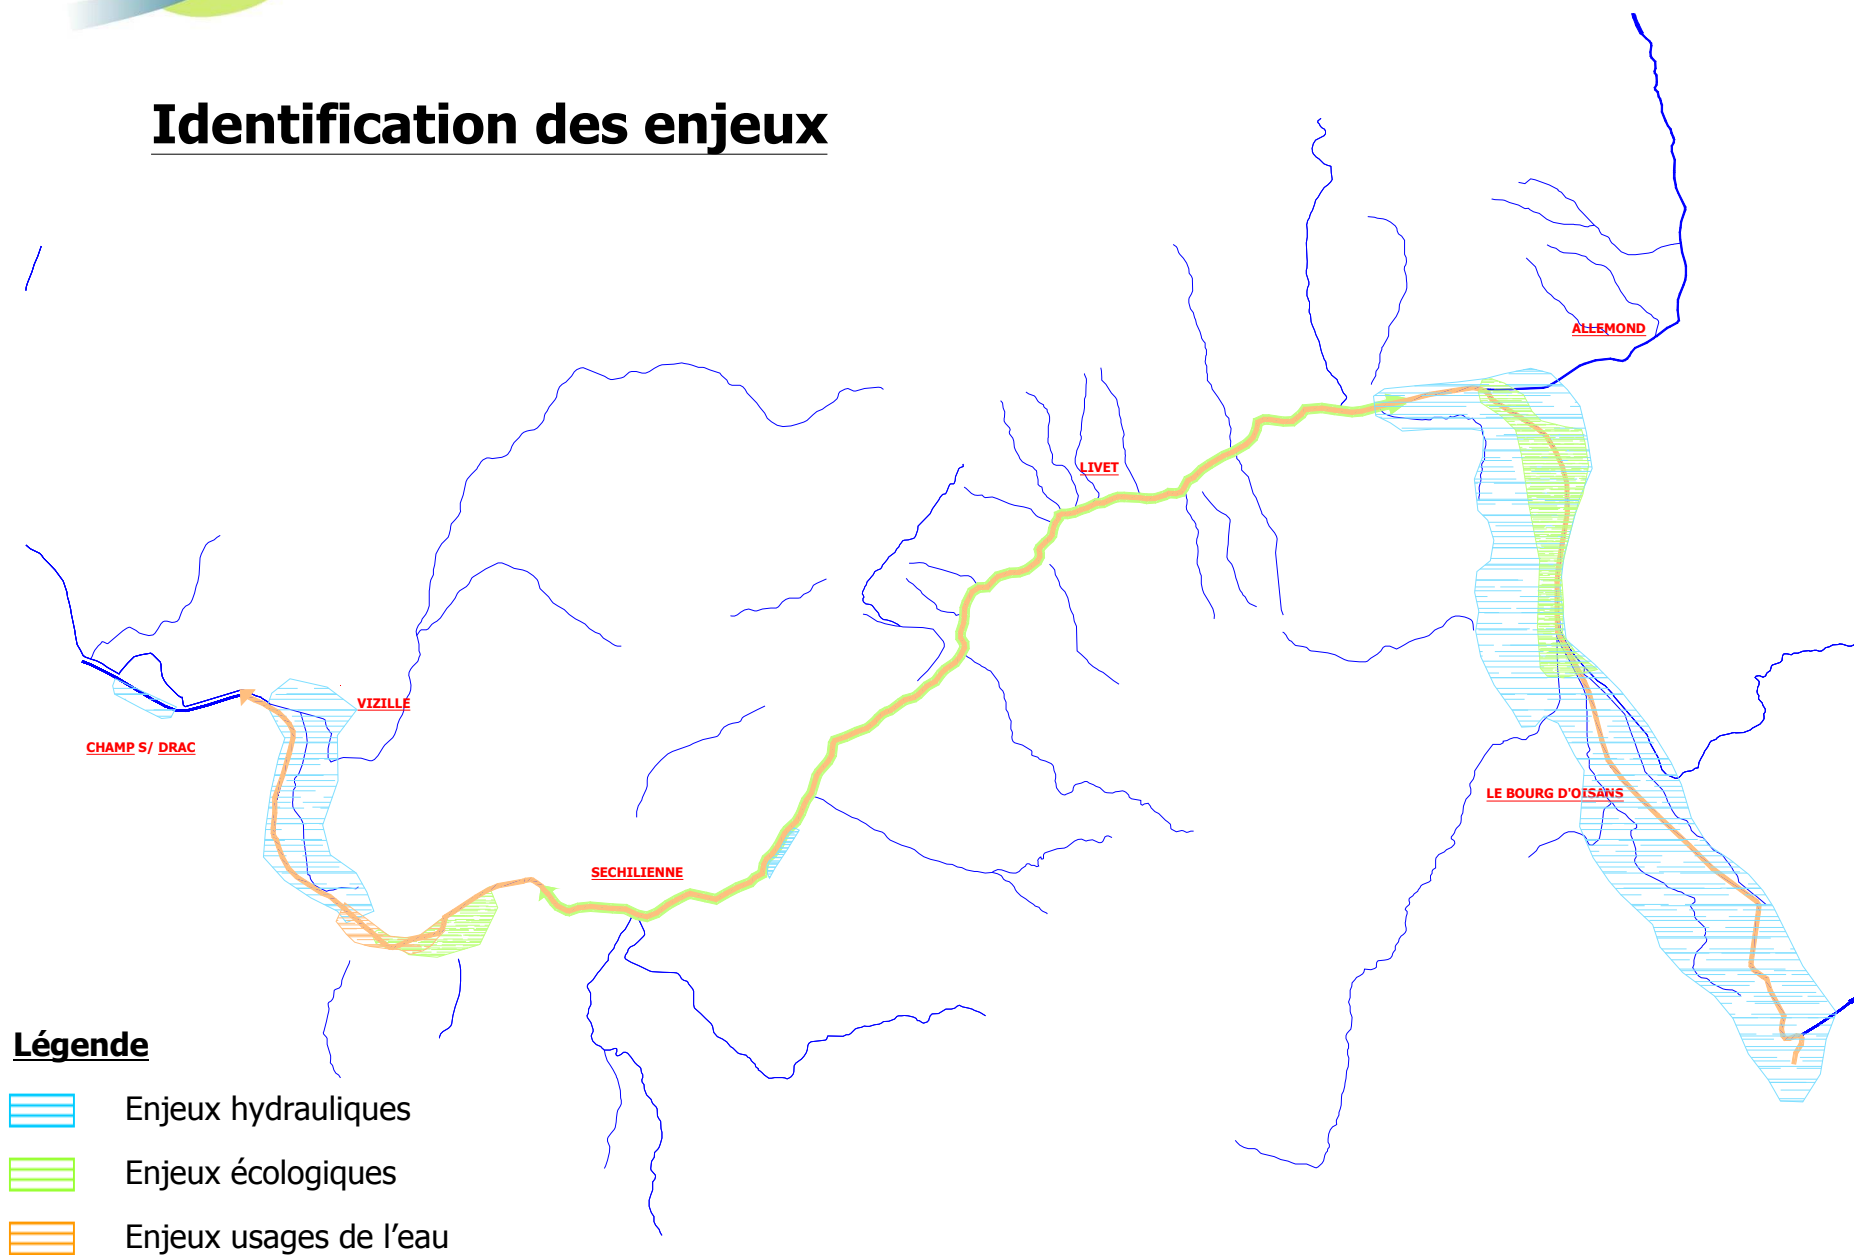 Identification des enjeux
ALLEMOND
LIVET
VIZILLE
CHAMP S/ DRAC
LE BOURG D'OISANS
SECHILIENNE
Légende
Enjeux hydrauliques
Enjeux écologiques
Enjeux usages de l’eau